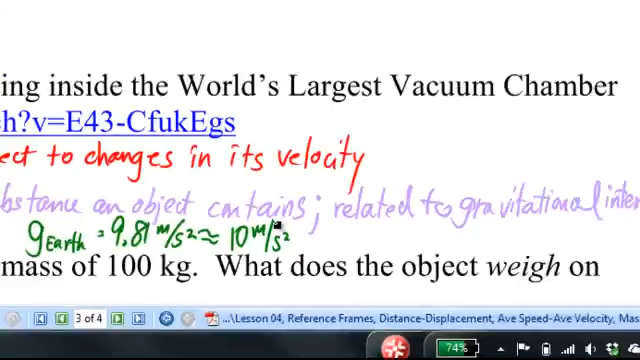 ing inside the World's Largest Vacuum Chamber
h?v=E43-CfukEgs
ect to changes in its velocity
bstance an object contains; related to gravitational inter
gEarth = 9.81 m/s² ≈ 10 m/s²
mass of 100 kg. What does the object weigh on
3 of 4
...\Lesson 04, Reference Frames, Distance-Displacement, Ave Speed-Ave Velocity, Mas
74%